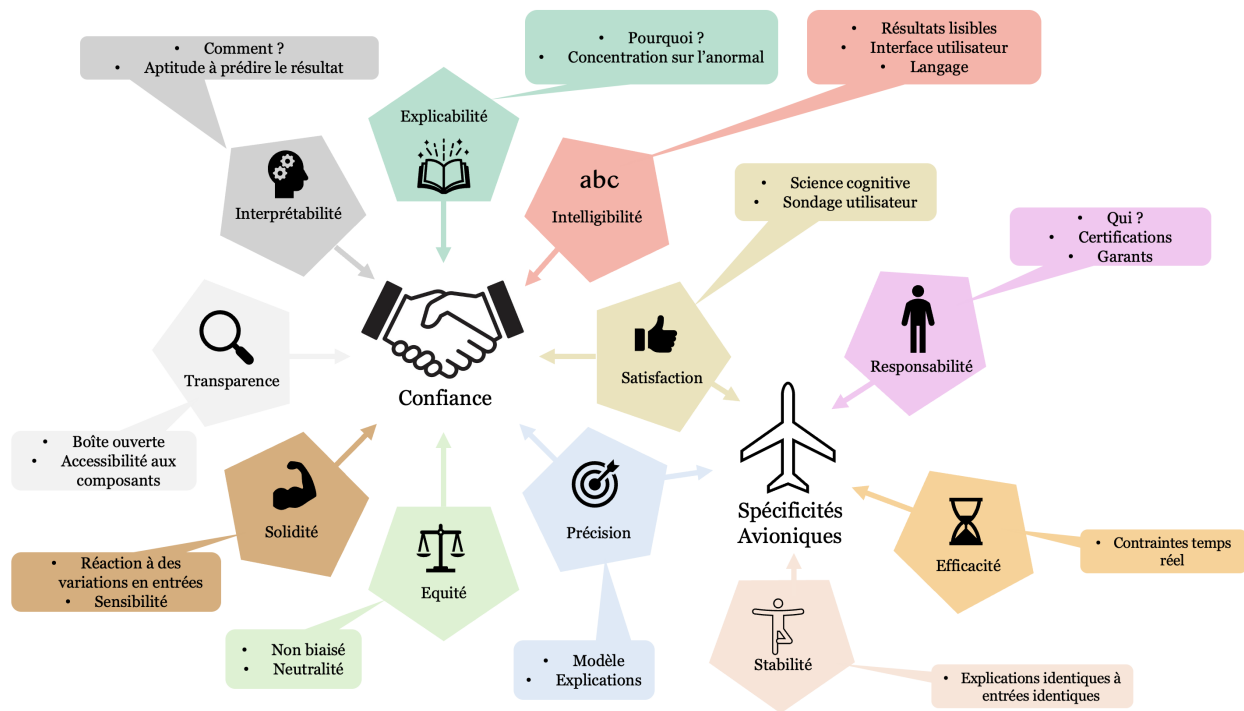 • Comment ?
• Aptitude à prédire le résultat
• Pourquoi ?
• Concentration sur l'anormal
• Résultats lisibles
• Interface utilisateur
• Langage
Explicabilité
Interprétabilité
abc
Intelligibilité
• Science cognitive
• Sondage utilisateur
• Qui ?
• Certifications
• Garants
Transparence
Confiance
Satisfaction
Responsabilité
• Boîte ouverte
• Accessibilité aux
composants
Solidité
Equité
Précision
Spécificités
Avioniques
Efficacité
• Contraintes temps
réel
• Réaction à des
variations en entrées
• Sensibilité
• Non biaisé
• Neutralité
• Modèle
• Explications
Stabilité
• Explications identiques à
entrées identiques